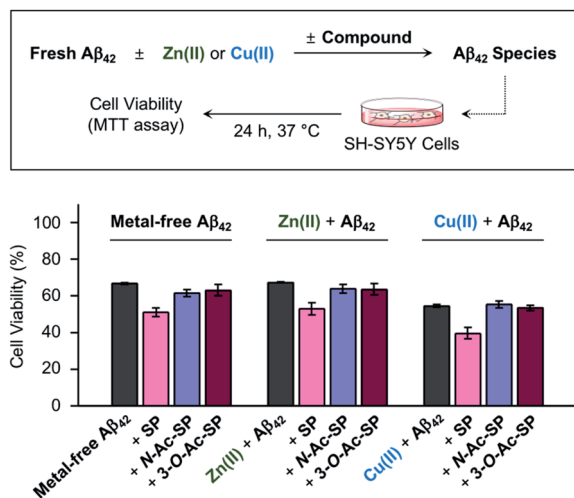 ± Compound
Fresh Aβ₄₂ ± Zn(II) or Cu(II) Aβ₄₂ Species
Cell Viability
(MTT assay)
24 h, 37 °C
SH-SY5Y Cells
Metal-free Aβ₄₂
Zn(II) + Aβ₄₂
Cu(II) + Aβ₄₂
Cell Viability (%)
100
80
60
40
20
0
Metal-free Aβ₄₂
+ SP
+ N-Ac-SP
+ 3-O-Ac-SP
Zn(II) + Aβ₄₂
+ SP
+ N-Ac-SP
+ 3-O-Ac-SP
Cu(II) + Aβ₄₂
+ SP
+ N-Ac-SP
+ 3-O-Ac-SP